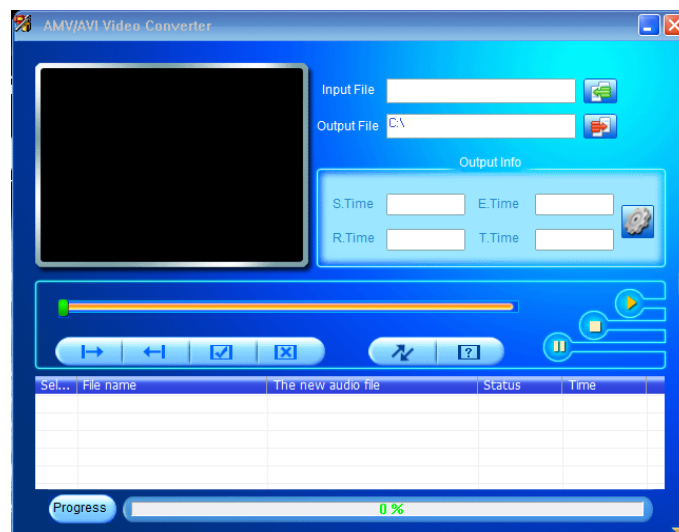 AMV/AVI Video Converter
Input File
Output File C:\
Output Info
S.Time E.Time
R.Time T.Time
Sel... File name The new audio file Status Time
Progress 0 %